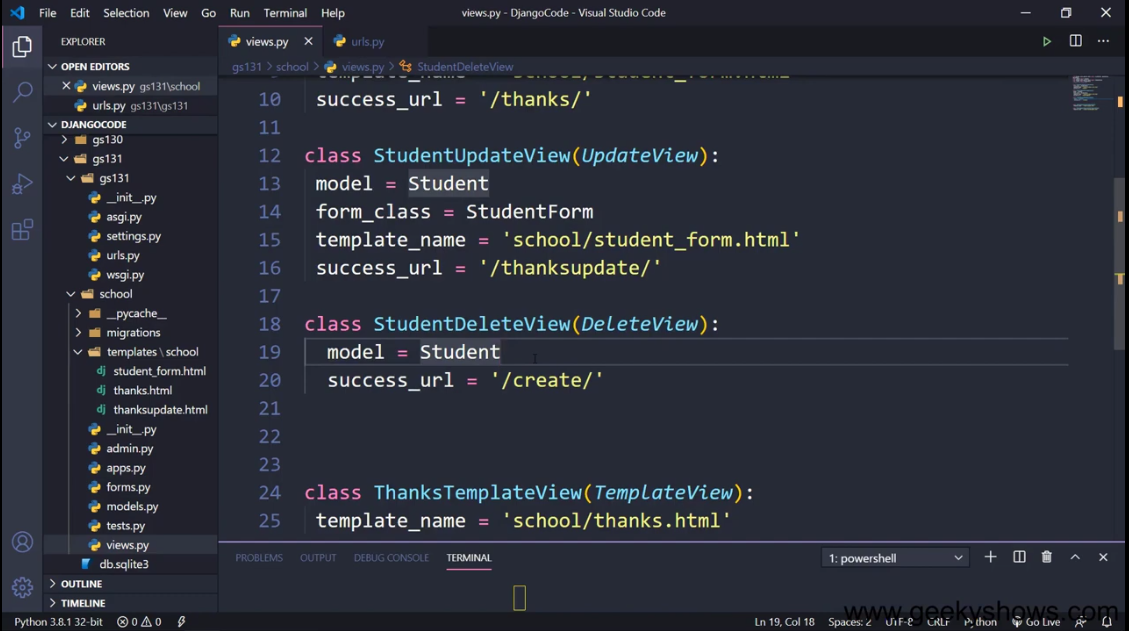 File Edit Selection View Go Run Terminal Help
views.py - DjangoCode - Visual Studio Code
EXPLORER
OPEN EDITORS
views.py gs131\school
urls.py gs131\gs131
DJANGOCODE
gs130
gs131
gs131
__init__.py
asgi.py
settings.py
urls.py
wsgi.py
school
__pycache__
migrations
templates \ school
student_form.html
thanks.html
thanksupdate.html
__init__.py
admin.py
apps.py
forms.py
models.py
tests.py
views.py
db.sqlite3
OUTLINE
TIMELINE
views.py urls.py
gs131 > school > views.py > StudentDeleteView
template_name = 'school/student_form.html'
10 success_url = '/thanks/'
11
12 class StudentUpdateView(UpdateView):
13 model = Student
14 form_class = StudentForm
15 template_name = 'school/student_form.html'
16 success_url = '/thanksupdate/'
17
18 class StudentDeleteView(DeleteView):
19 model = Student
20 success_url = '/create/'
21
22
23
24 class ThanksTemplateView(TemplateView):
25 template_name = 'school/thanks.html'
PROBLEMS OUTPUT DEBUG CONSOLE TERMINAL
1: powershell
www.geekyshows.com
Python 3.8.1 32-bit 0 0 Ln 19, Col 18 Spaces: 2 UTF-8 CRLF Python Go Live